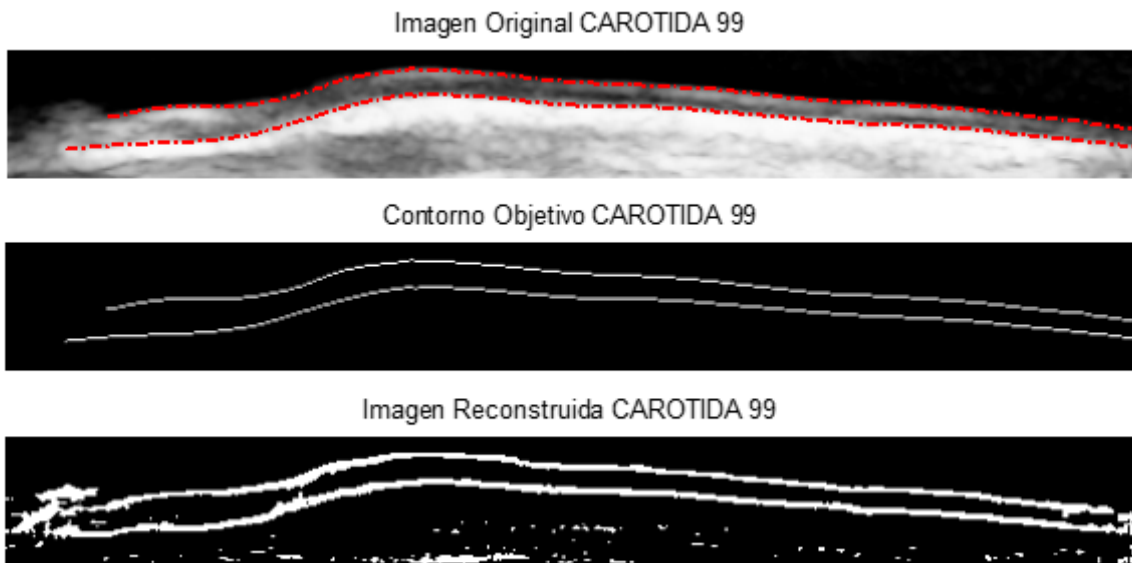 Imagen Original CAROTIDA 99
Contorno Objetivo CAROTIDA 99
Imagen Reconstruida CAROTIDA 99